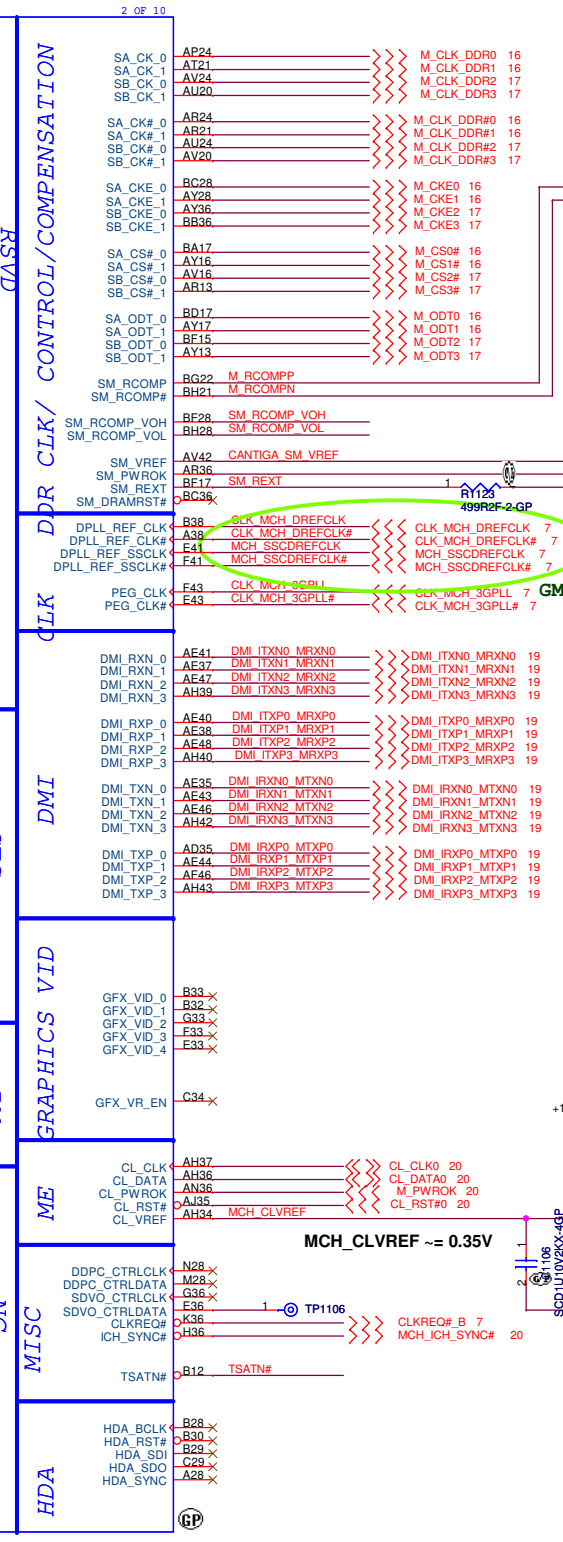 2 OF 10
DDR CLK/ CONTROL/COMPENSATION
RSVD
SA_CK_0 AP24 M_CLK_DDR0 16
SA_CK_1 AT21 M_CLK_DDR1 16
SB_CK_0 AV24 M_CLK_DDR2 17
SB_CK_1 AU20 M_CLK_DDR3 17
SA_CK#_0 AR24 M_CLK_DDR#0 16
SA_CK#_1 AR21 M_CLK_DDR#1 16
SB_CK#_0 AU24 M_CLK_DDR#2 17
SB_CK#_1 AV20 M_CLK_DDR#3 17
SA_CKE_0 BC28 M_CKE0 16
SA_CKE_1 AY28 M_CKE1 16
SB_CKE_0 AY36 M_CKE2 17
SB_CKE_1 BB36 M_CKE3 17
SA_CS#_0 BA17 M_CS0# 16
SA_CS#_1 AY16 M_CS1# 16
SB_CS#_0 AV16 M_CS2# 17
SB_CS#_1 AR13 M_CS3# 17
SA_ODT_0 BD17 M_ODT0 16
SA_ODT_1 AY17 M_ODT1 16
SB_ODT_0 BF15 M_ODT2 17
SB_ODT_1 AY13 M_ODT3 17
SM_RCOMP BG22 M_RCOMPP
SM_RCOMP# BH21 M_RCOMPN
SM_RCOMP_VOH BF28 SM_RCOMP_VOH
SM_RCOMP_VOL BH28 SM_RCOMP_VOL
SM_VREF AV42 CANTIGA_SM_VREF
SM_PWROK AR36
SM_REXT BF17 SM_REXT 1
SM_DRAMRST# BC36
R1123
499R2F-2-GP
CLK
DPLL_REF_CLK B38 CLK_MCH_DREFCLK CLK_MCH_DREFCLK 7
DPLL_REF_CLK# A38 CLK_MCH_DREFCLK# CLK_MCH_DREFCLK# 7
DPLL_REF_SSCLK E41 MCH_SSCDREFCLK MCH_SSCDREFCLK 7
DPLL_REF_SSCLK# F41 MCH_SSCDREFCLK# MCH_SSCDREFCLK# 7
PEG_CLK F43 CLK_MCH_3GPLL CLK_MCH_3GPLL 7
PEG_CLK# E43 CLK_MCH_3GPLL# CLK_MCH_3GPLL# 7
GM
DMI
DMI_RXN_0 AE41 DMI_ITXN0_MRXN0 DMI_ITXN0_MRXN0 19
DMI_RXN_1 AE37 DMI_ITXN1_MRXN1 DMI_ITXN1_MRXN1 19
DMI_RXN_2 AE47 DMI_ITXN2_MRXN2 DMI_ITXN2_MRXN2 19
DMI_RXN_3 AH39 DMI_ITXN3_MRXN3 DMI_ITXN3_MRXN3 19
DMI_RXP_0 AE40 DMI_ITXP0_MRXP0 DMI_ITXP0_MRXP0 19
DMI_RXP_1 AE38 DMI_ITXP1_MRXP1 DMI_ITXP1_MRXP1 19
DMI_RXP_2 AE48 DMI_ITXP2_MRXP2 DMI_ITXP2_MRXP2 19
DMI_RXP_3 AH40 DMI_ITXP3_MRXP3 DMI_ITXP3_MRXP3 19
DMI_TXN_0 AE35 DMI_IRXN0_MTXN0 DMI_IRXN0_MTXN0 19
DMI_TXN_1 AE43 DMI_IRXN1_MTXN1 DMI_IRXN1_MTXN1 19
DMI_TXN_2 AE46 DMI_IRXN2_MTXN2 DMI_IRXN2_MTXN2 19
DMI_TXN_3 AH42 DMI_IRXN3_MTXN3 DMI_IRXN3_MTXN3 19
DMI_TXP_0 AD35 DMI_IRXP0_MTXP0 DMI_IRXP0_MTXP0 19
DMI_TXP_1 AE44 DMI_IRXP1_MTXP1 DMI_IRXP1_MTXP1 19
DMI_TXP_2 AF46 DMI_IRXP2_MTXP2 DMI_IRXP2_MTXP2 19
DMI_TXP_3 AH43 DMI_IRXP3_MTXP3 DMI_IRXP3_MTXP3 19
GRAPHICS VID
GFX_VID_0 B33
GFX_VID_1 B32
GFX_VID_2 G33
GFX_VID_3 F33
GFX_VID_4 E33
GFX_VR_EN C34
+1
ME
CL_CLK AH37 CL_CLK0 20
CL_DATA AH36 CL_DATA0 20
CL_PWROK AN36 M_PWROK 20
CL_RST# AJ35 CL_RST#0 20
CL_VREF AH34 MCH_CLVREF
MCH_CLVREF ~= 0.35V
1
2
SCD1U10V2KX-4GP
NC
MISC
DDPC_CTRLCLK N28
DDPC_CTRLDATA M28
SDVO_CTRLCLK G36
SDVO_CTRLDATA E36 1 TP1106
CLKREQ# K36 CLKREQ#_B 7
ICH_SYNC# H36 MCH_ICH_SYNC# 20
TSATN# B12 TSATN#
HDA
HDA_BCLK B28
HDA_RST# B30
HDA_SDI B29
HDA_SDO C29
HDA_SYNC A28
GP